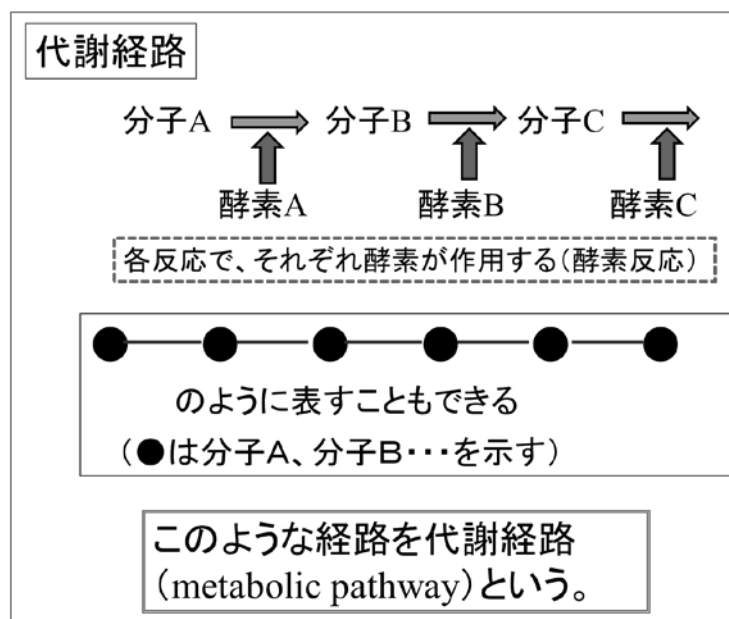 代謝経路
分子A 分子B 分子C
酵素A 酵素B 酵素C
各反応で、それぞれ酵素が作用する(酵素反応)
のように表すこともできる
(●は分子A、分子B・・・を示す)
このような経路を代謝経路
(metabolic pathway)という。